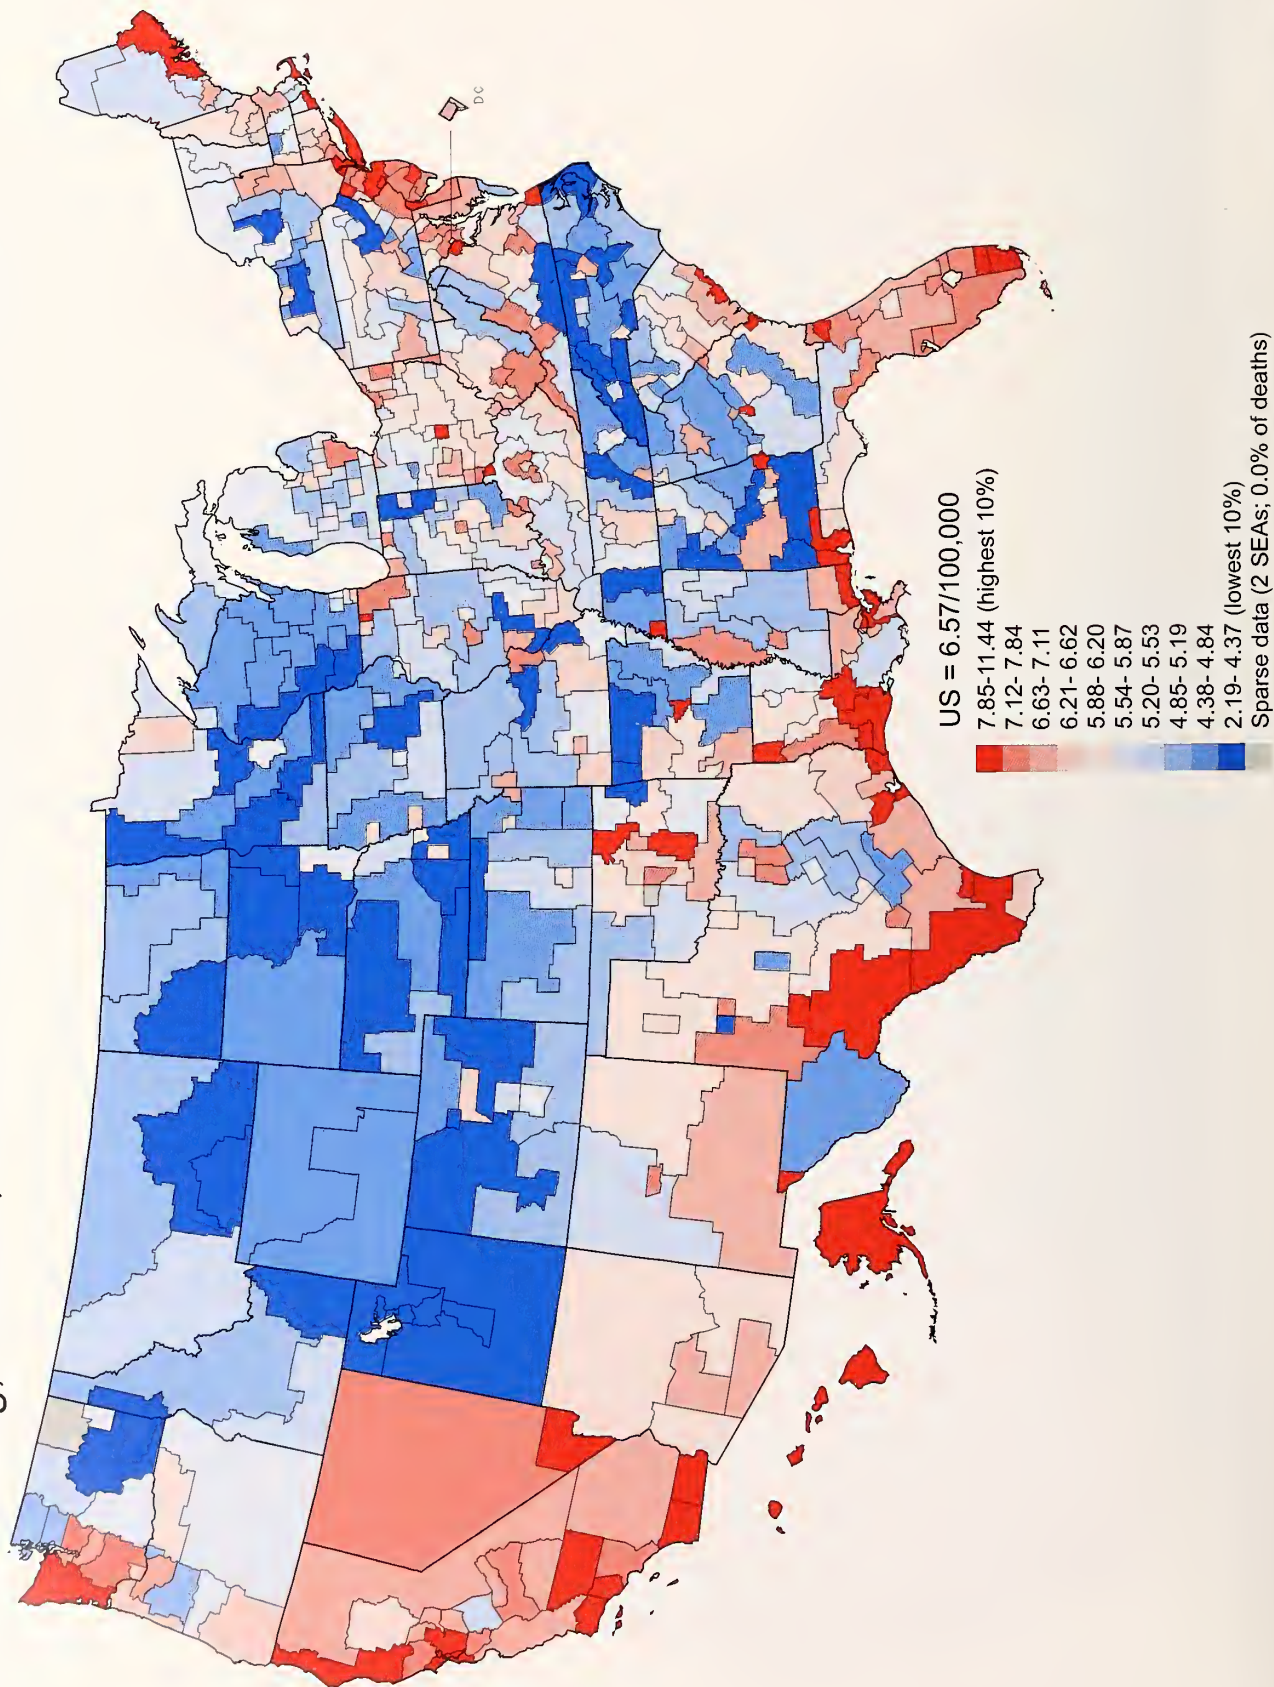 DC
US = 6.57/100,000
7.85-11.44 (highest 10%)
7.12- 7.84
6.63- 7.11
6.21- 6.62
5.88- 6.20
5.54- 5.87
5.20- 5.53
4.85- 5.19
4.38- 4.84
2.19- 4.37 (lowest 10%)
Sparse data (2 SEAs; 0.0% of deaths)